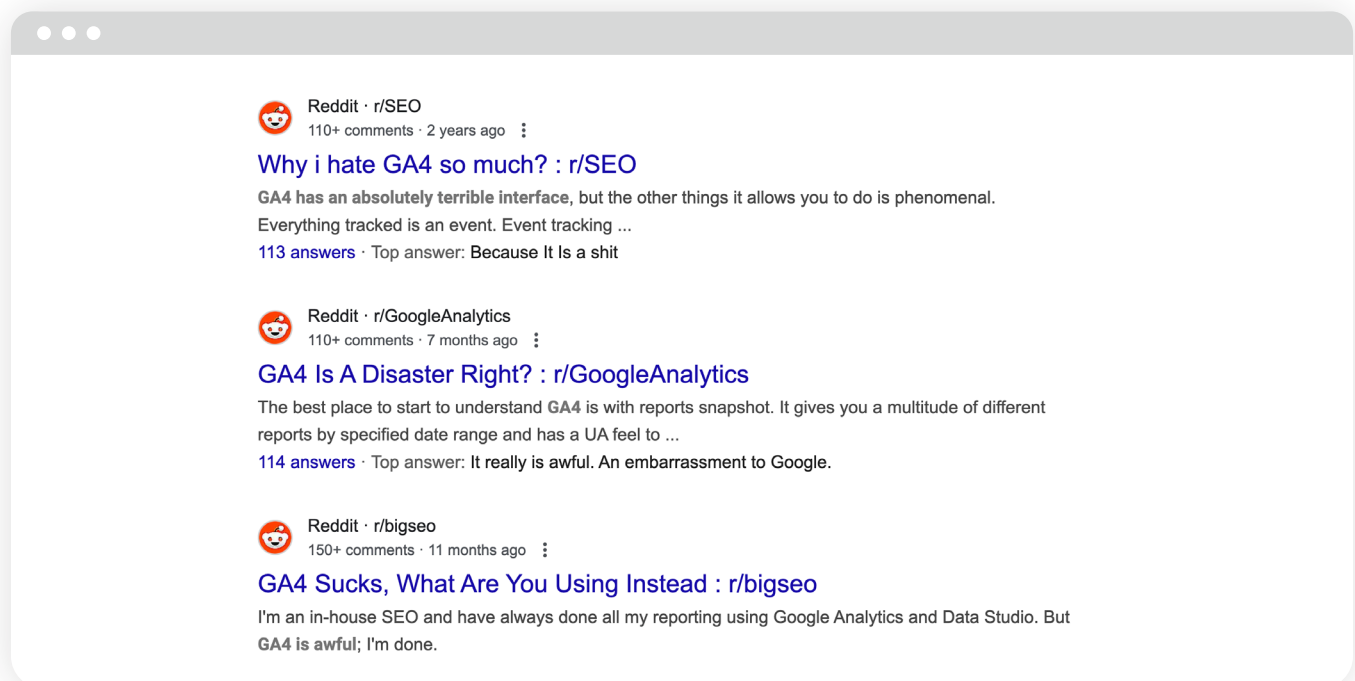 Reddit · r/SEO
110+ comments · 2 years ago
Why i hate GA4 so much? : r/SEO
GA4 has an absolutely terrible interface, but the other things it allows you to do is phenomenal.
Everything tracked is an event. Event tracking ...
113 answers · Top answer: Because It Is a shit
Reddit · r/GoogleAnalytics
110+ comments · 7 months ago
GA4 Is A Disaster Right? : r/GoogleAnalytics
The best place to start to understand GA4 is with reports snapshot. It gives you a multitude of different
reports by specified date range and has a UA feel to ...
114 answers · Top answer: It really is awful. An embarrassment to Google.
Reddit · r/bigseo
150+ comments · 11 months ago
GA4 Sucks, What Are You Using Instead : r/bigseo
I'm an in-house SEO and have always done all my reporting using Google Analytics and Data Studio. But
GA4 is awful; I'm done.